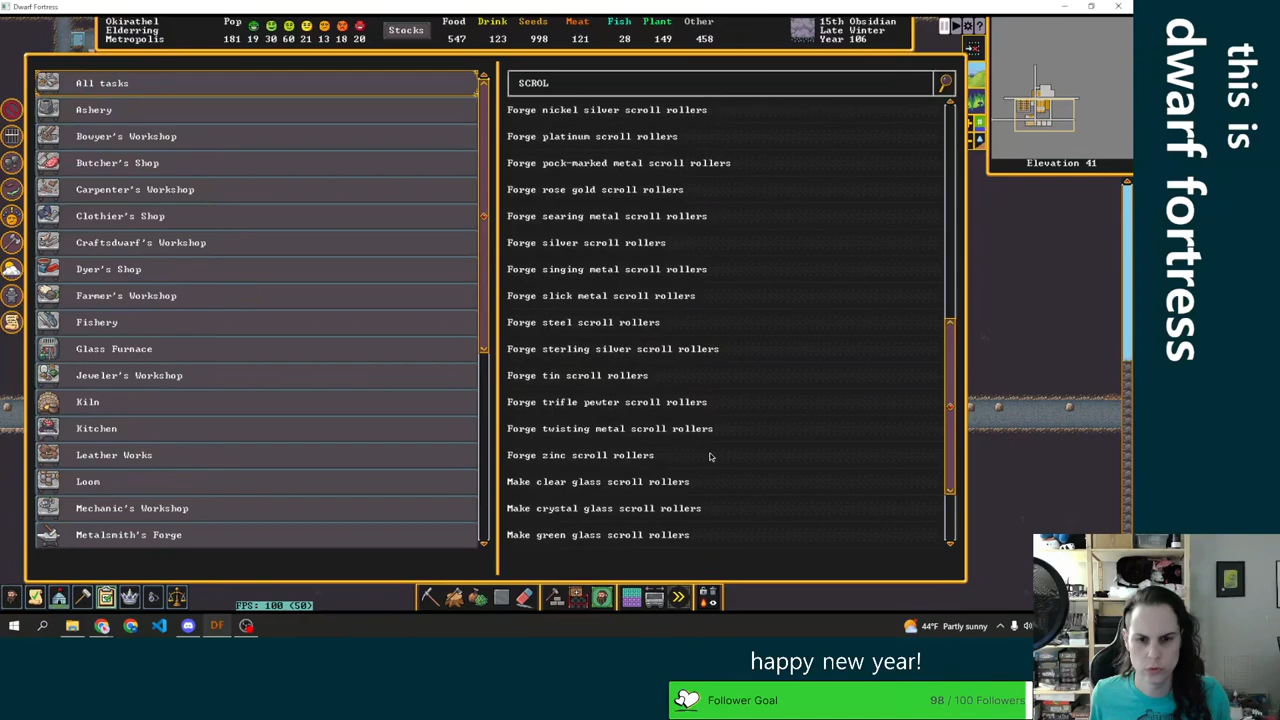 Dwarf Fortress
Okirathel
Elderring
Metropolis
Pop
181 19 30 60 21 13 18 20
Stocks
Food
547
Drink
123
Seeds
998
Meat
121
Fish
28
Plant
149
Other
458
15th Obsidian
Late Winter
Year 106
Elevation 41
this is
dwarf fortress
All tasks
Ashery
Bowyer's Workshop
Butcher's Shop
Carpenter's Workshop
Clothier's Shop
Craftsdwarf's Workshop
Dyer's Shop
Farmer's Workshop
Fishery
Glass Furnace
Jeweler's Workshop
Kiln
Kitchen
Leather Works
Loom
Mechanic's Workshop
Metalsmith's Forge
SCROL
Forge nickel silver scroll rollers
Forge platinum scroll rollers
Forge pock-marked metal scroll rollers
Forge rose gold scroll rollers
Forge searing metal scroll rollers
Forge silver scroll rollers
Forge singing metal scroll rollers
Forge slick metal scroll rollers
Forge steel scroll rollers
Forge sterling silver scroll rollers
Forge tin scroll rollers
Forge trifle pewter scroll rollers
Forge twisting metal scroll rollers
Forge zinc scroll rollers
Make clear glass scroll rollers
Make crystal glass scroll rollers
Make green glass scroll rollers
FPS: 100 (50)
DF
44°F Partly sunny
happy new year!
Follower Goal
98 / 100 Followers